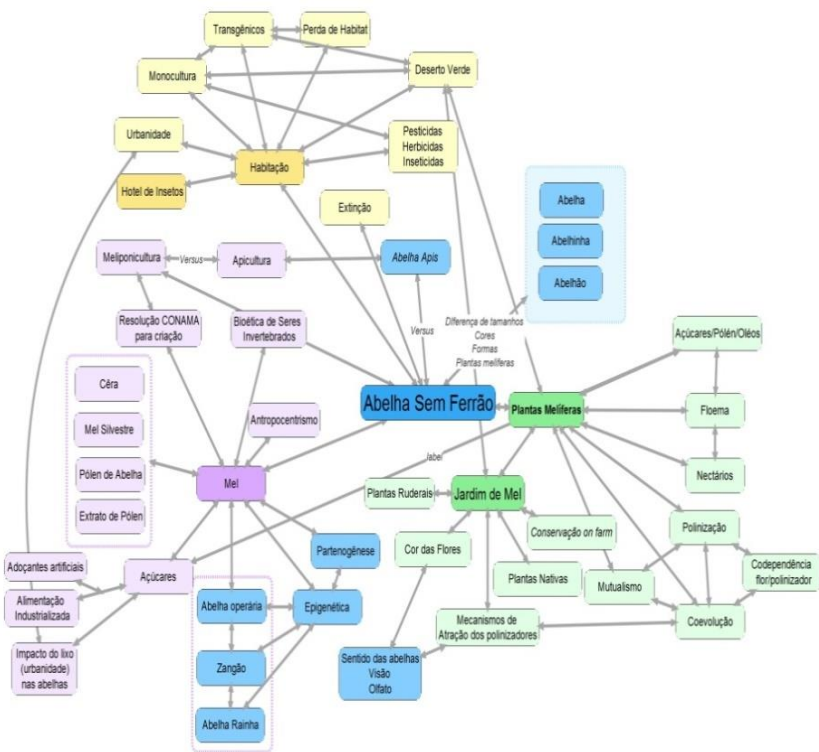 Transgênicos
Perda de Habitat
Monocultura
Deserto Verde
Urbanidade
Pesticidas
Herbicidas
Inseticidas
Habitação
Hotel de Insetos
Extinção
Abelha
Abelhinha
Abelhão
Meliponicultura
Versus
Apicultura
Abelha Apis
Resolução CONAMA
para criação
Bioética de Seres
Invertebrados
Versus
Diferença de tamanhos
Cores
Formas
Plantas melíferas
Açúcares/Pólén/Oléos
Cêra
Mel Silvestre
Pólen de Abelha
Extrato de Pólen
Antropocentrismo
Abelha Sem Ferrão
Plantas Melíferas
Floema
Nectários
label
Mel
Plantas Ruderais
Jardim de Mel
Conservação on farm
Polinização
Partenogênese
Cor das Flores
Plantas Nativas
Mutualismo
Codependência
flor/polinizador
Adoçantes artificiais
Açúcares
Alimentação
Industrializada
Abelha operária
Epigenética
Mecanismos de
Atração dos polinizadores
Coevolução
Impacto do lixo
(urbanidade)
nas abelhas
Zangão
Sentido das abelhas
Visão
Olfato
Abelha Rainha